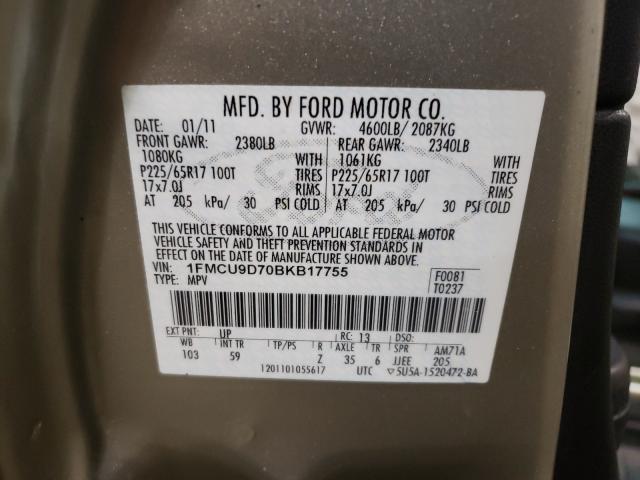 MFD. BY FORD MOTOR CO.
DATE: 01/11 GVWR: 4600LB/ 2087KG
FRONT GAWR: 2380LB REAR GAWR: 2340LB
1080KG 1061KG
P225/65R17 100T TIRES P225/65R17 100T TIRES
17x7.0J RIMS 17x7.0J RIMS
AT 205 kPa/ 30 PSI COLD AT 205 kPa/ 30 PSI COLD
THIS VEHICLE CONFORMS TO ALL APPLICABLE FEDERAL MOTOR
VEHICLE SAFETY AND THEFT PREVENTION STANDARDS IN
EFFECT ON THE DATE OF MANUFACTURE SHOWN ABOVE.
VIN: 1FMCU9D70BKB17755 F0081
TYPE: MPV T0237
EXT PNT: UP RC: 13 DSO:
WB INT TR TP/PS R AXLE TR SPR AM71A
103 59 Z 35 6 JJEE 205
1201101055617 UTC ▽5U5A-1520472-BA
Ford